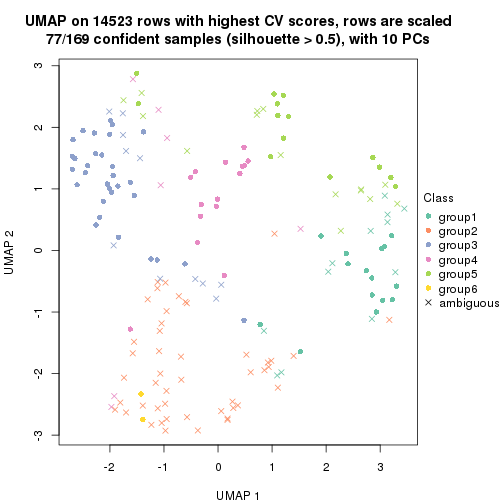 UMAP on 14523 rows with highest CV scores, rows are scaled
77/169 confident samples (silhouette > 0.5), with 10 PCs
3
2
1
0
-1
-2
-3
UMAP 2
-2
-1
0
1
2
3
UMAP 1
Class
group1
group2
group3
group4
group5
group6
ambiguous